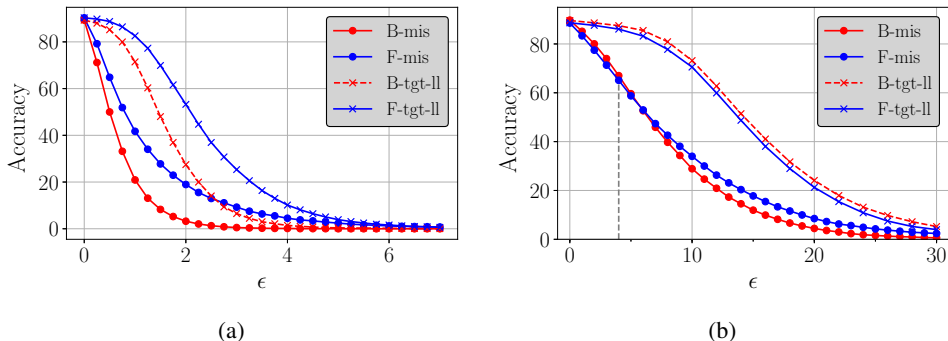 80
60
40
20
0
Accuracy
0
2
4
6
ϵ
B-mis
F-mis
B-tgt-ll
F-tgt-ll
(a)
80
60
40
20
0
Accuracy
0
10
20
30
ϵ
B-mis
F-mis
B-tgt-ll
F-tgt-ll
(b)